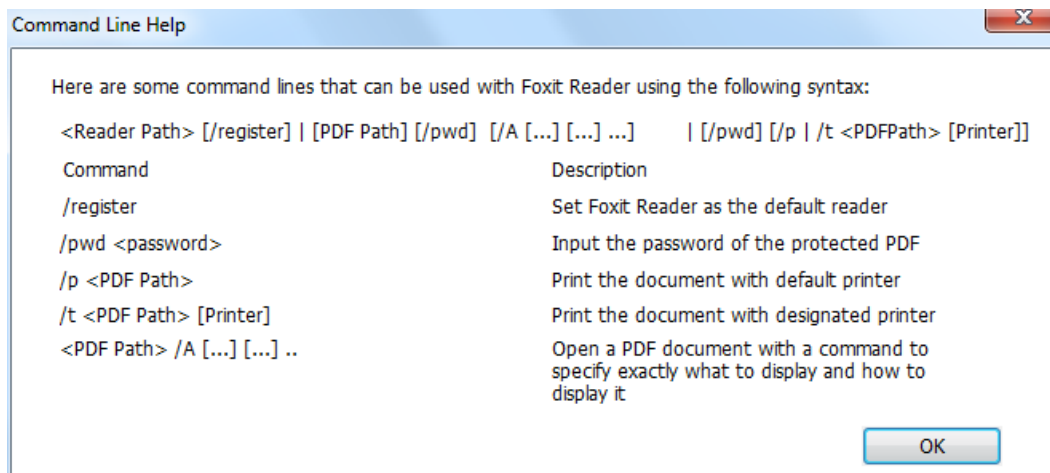 Command Line Help
Here are some command lines that can be used with Foxit Reader using the following syntax:
<Reader Path> [/register] | [PDF Path] [/pwd] [/A [...] [...] ...] | [/pwd] [/p | /t <PDFPath> [Printer]]
Command Description
/register Set Foxit Reader as the default reader
/pwd <password> Input the password of the protected PDF
/p <PDF Path> Print the document with default printer
/t <PDF Path> [Printer] Print the document with designated printer
<PDF Path> /A [...] [...] .. Open a PDF document with a command to
specify exactly what to display and how to
display it
OK